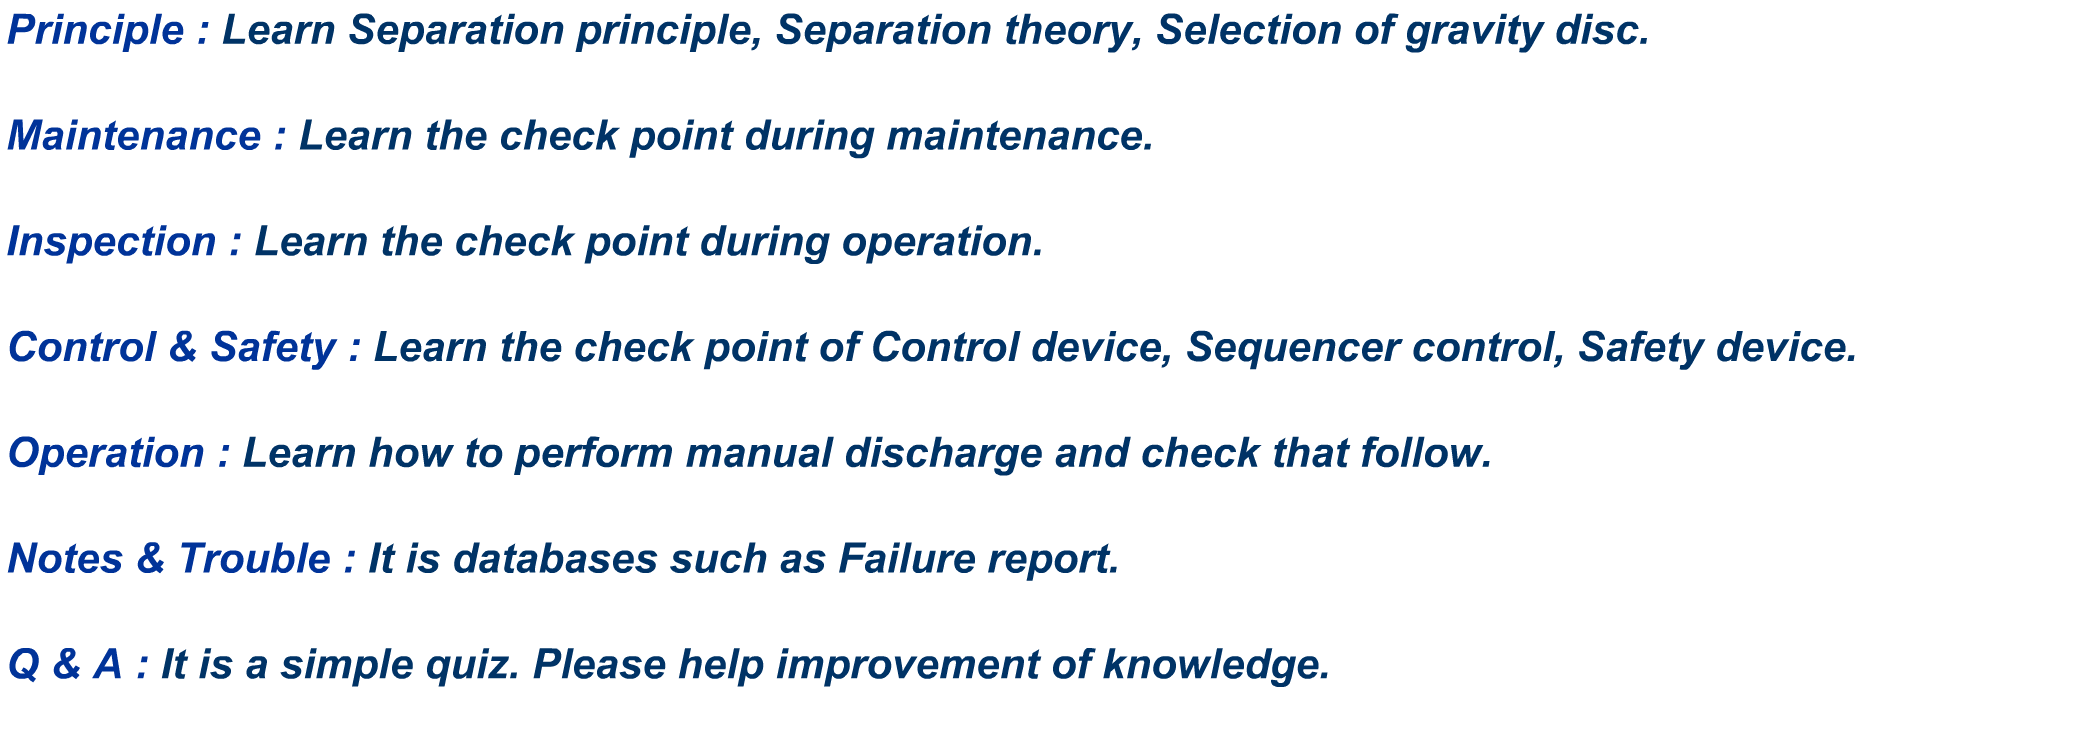 Principle : Learn Separation principle, Separation theory, Selection of gravity disc.
Maintenance : Learn the check point during maintenance.
Inspection : Learn the check point during operation.
Control & Safety : Learn the check point of Control device, Sequencer control, Safety device.
Operation : Learn how to perform manual discharge and check that follow.
Notes & Trouble : It is databases such as Failure report.
Q & A : It is a simple quiz. Please help improvement of knowledge.